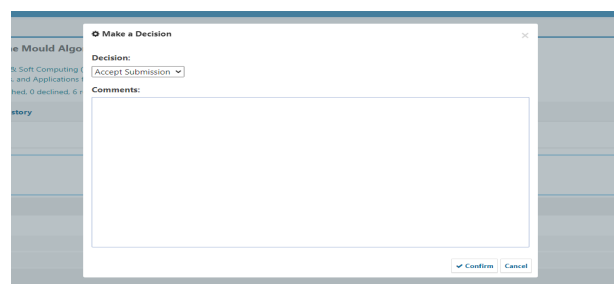 Make a Decision
×
e Mould Algo
Decision:
& Soft Computing (
Accept Submission
and Applications
hed, 0 declined, 6 r
Comments:
story
Confirm Cancel